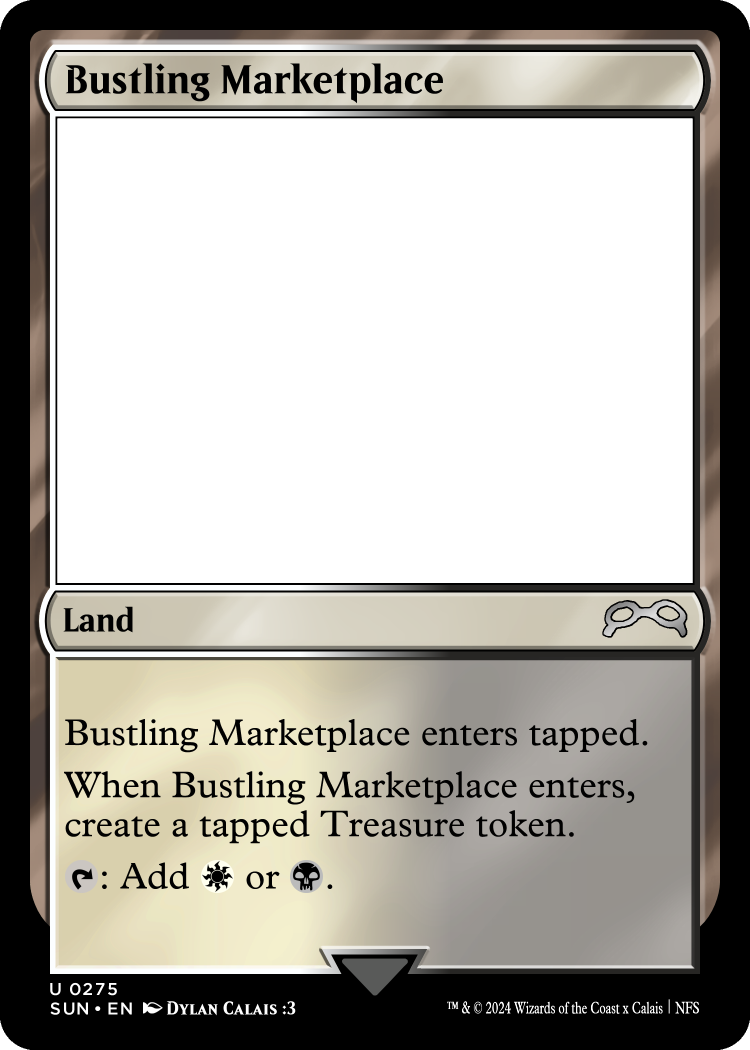 Bustling Marketplace
Land
Bustling Marketplace enters tapped.
When Bustling Marketplace enters,
create a tapped Treasure token.
: Add or .
U 0275
SUN • EN Dylan Calais :3
™ & © 2024 Wizards of the Coast x Calais | NFS